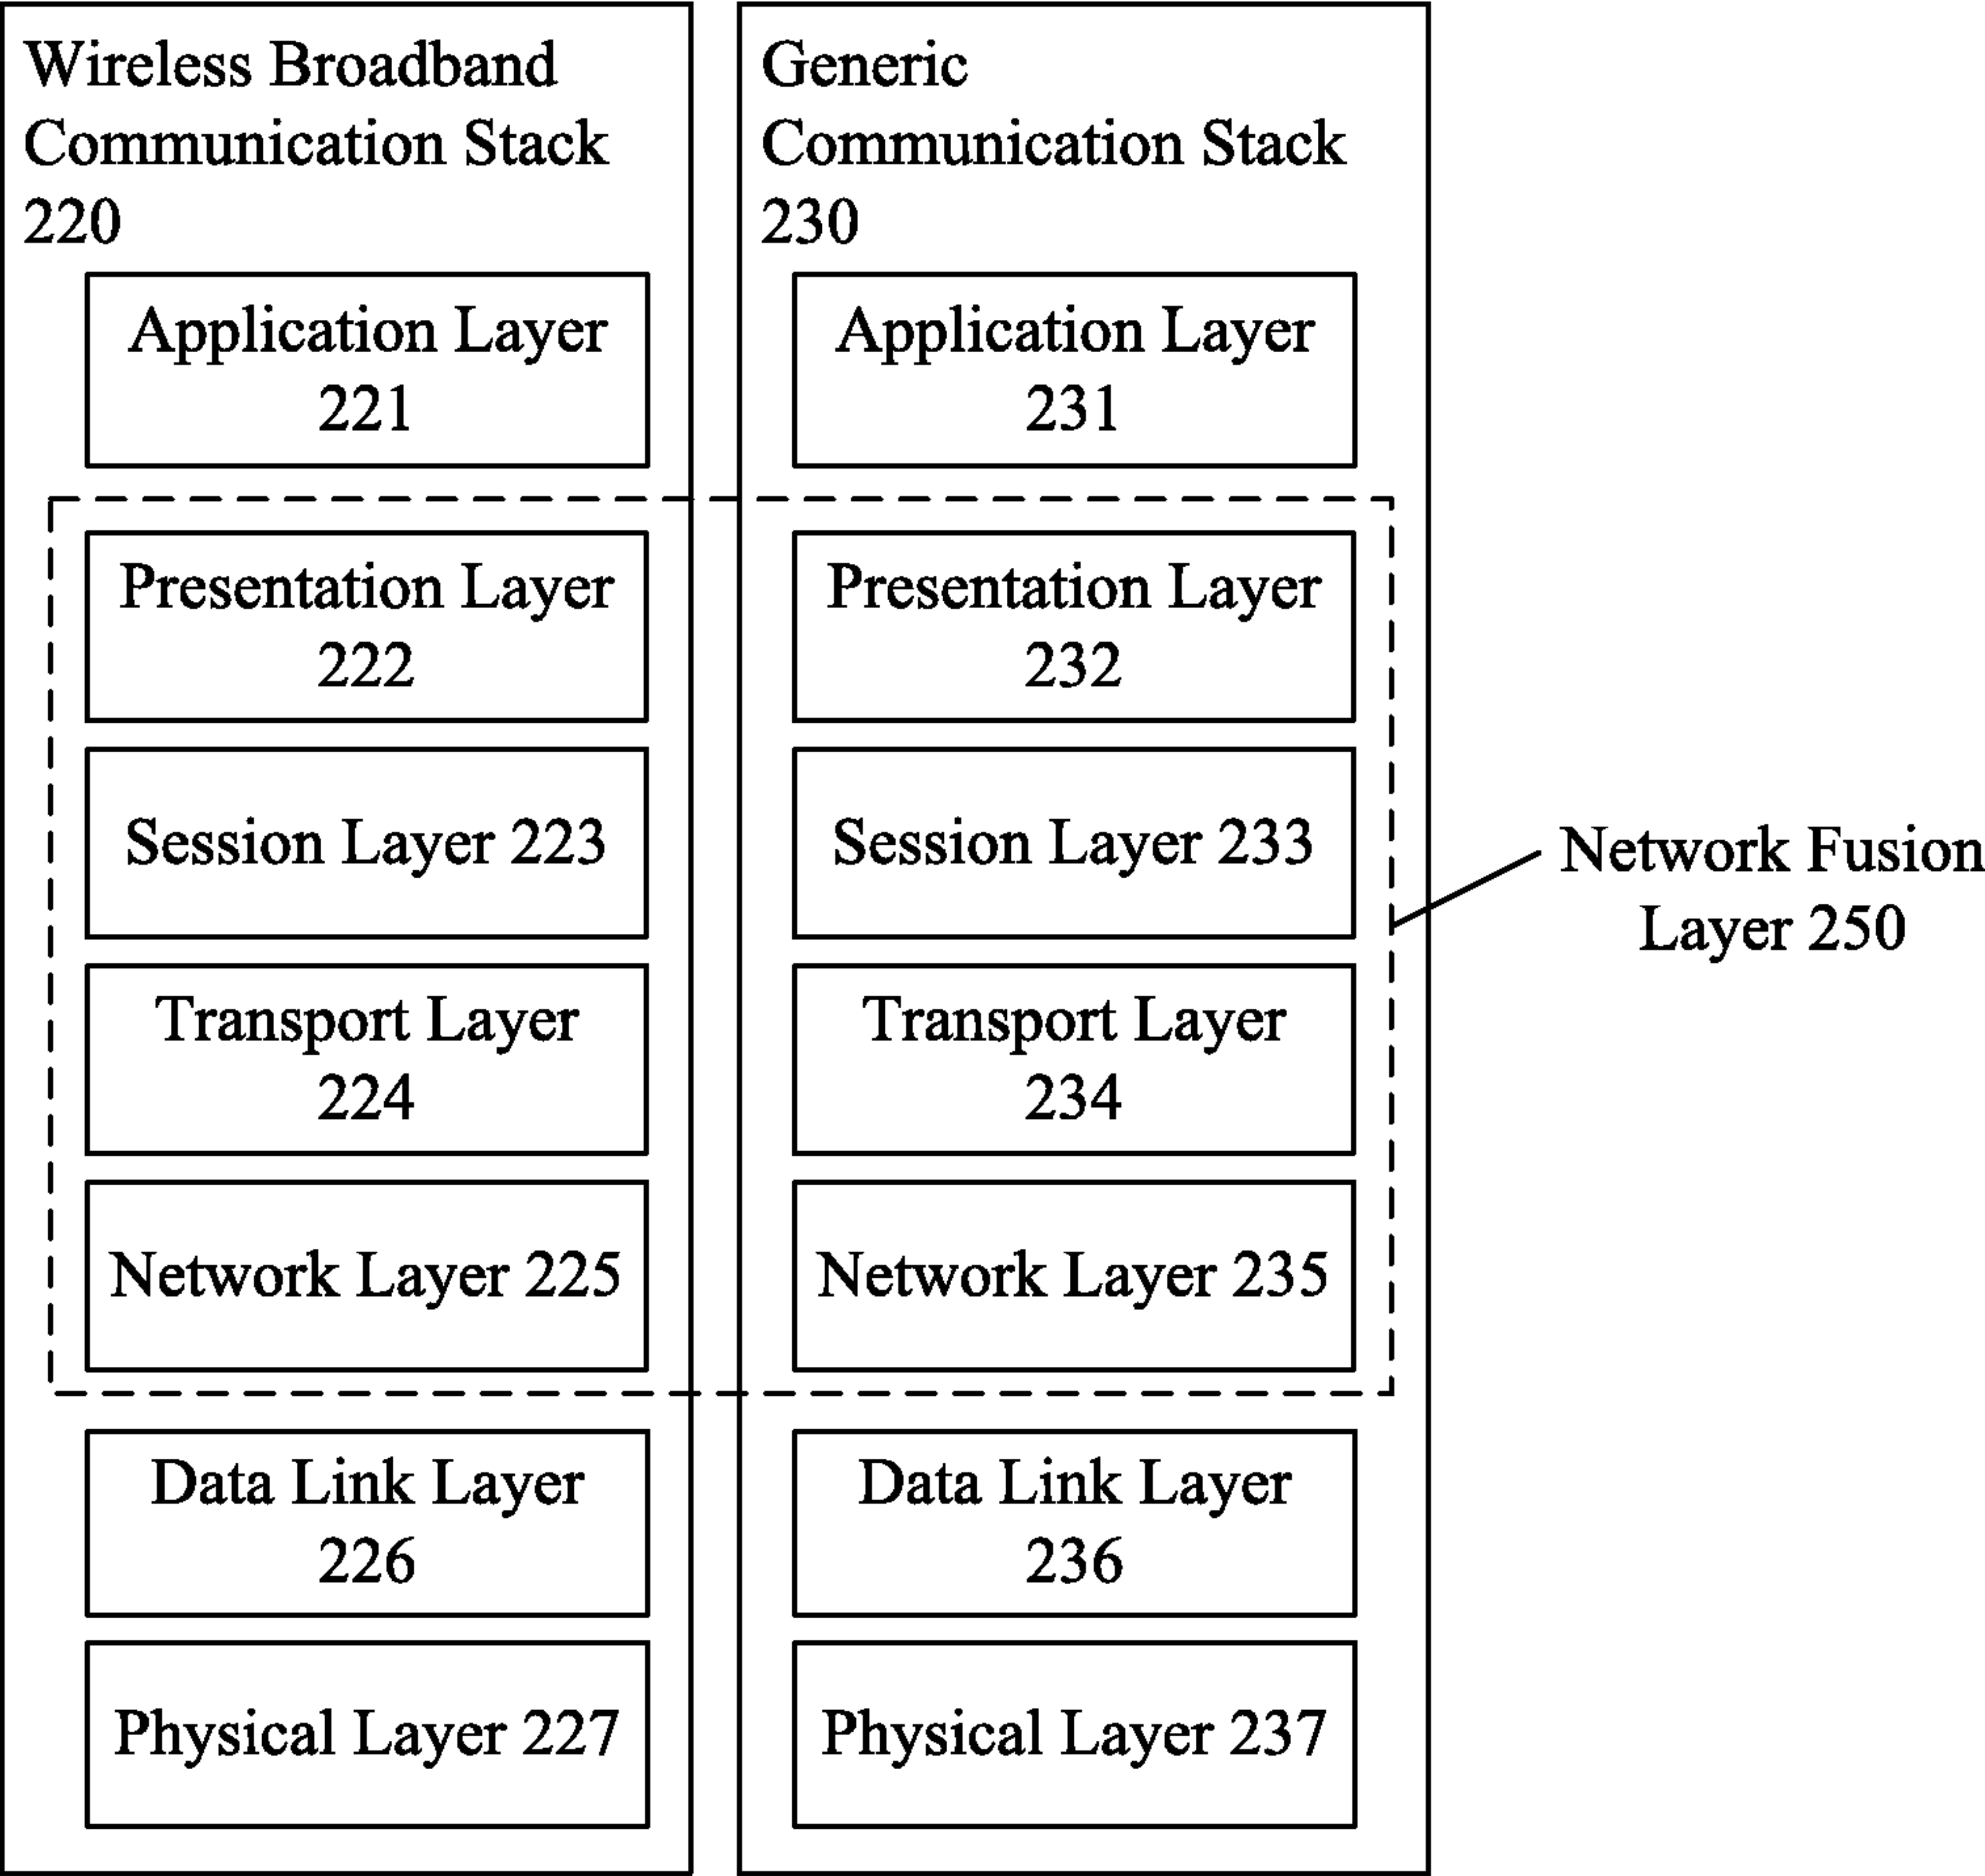 Wireless Broadband
Communication Stack
220
Application Layer
221
Presentation Layer
222
Session Layer 223
Transport Layer
224
Network Layer 225
Data Link Layer
226
Physical Layer 227
Generic
Communication Stack
230
Application Layer
231
Presentation Layer
232
Session Layer 233
Transport Layer
234
Network Layer 235
Data Link Layer
236
Physical Layer 237
Network Fusion
Layer 250